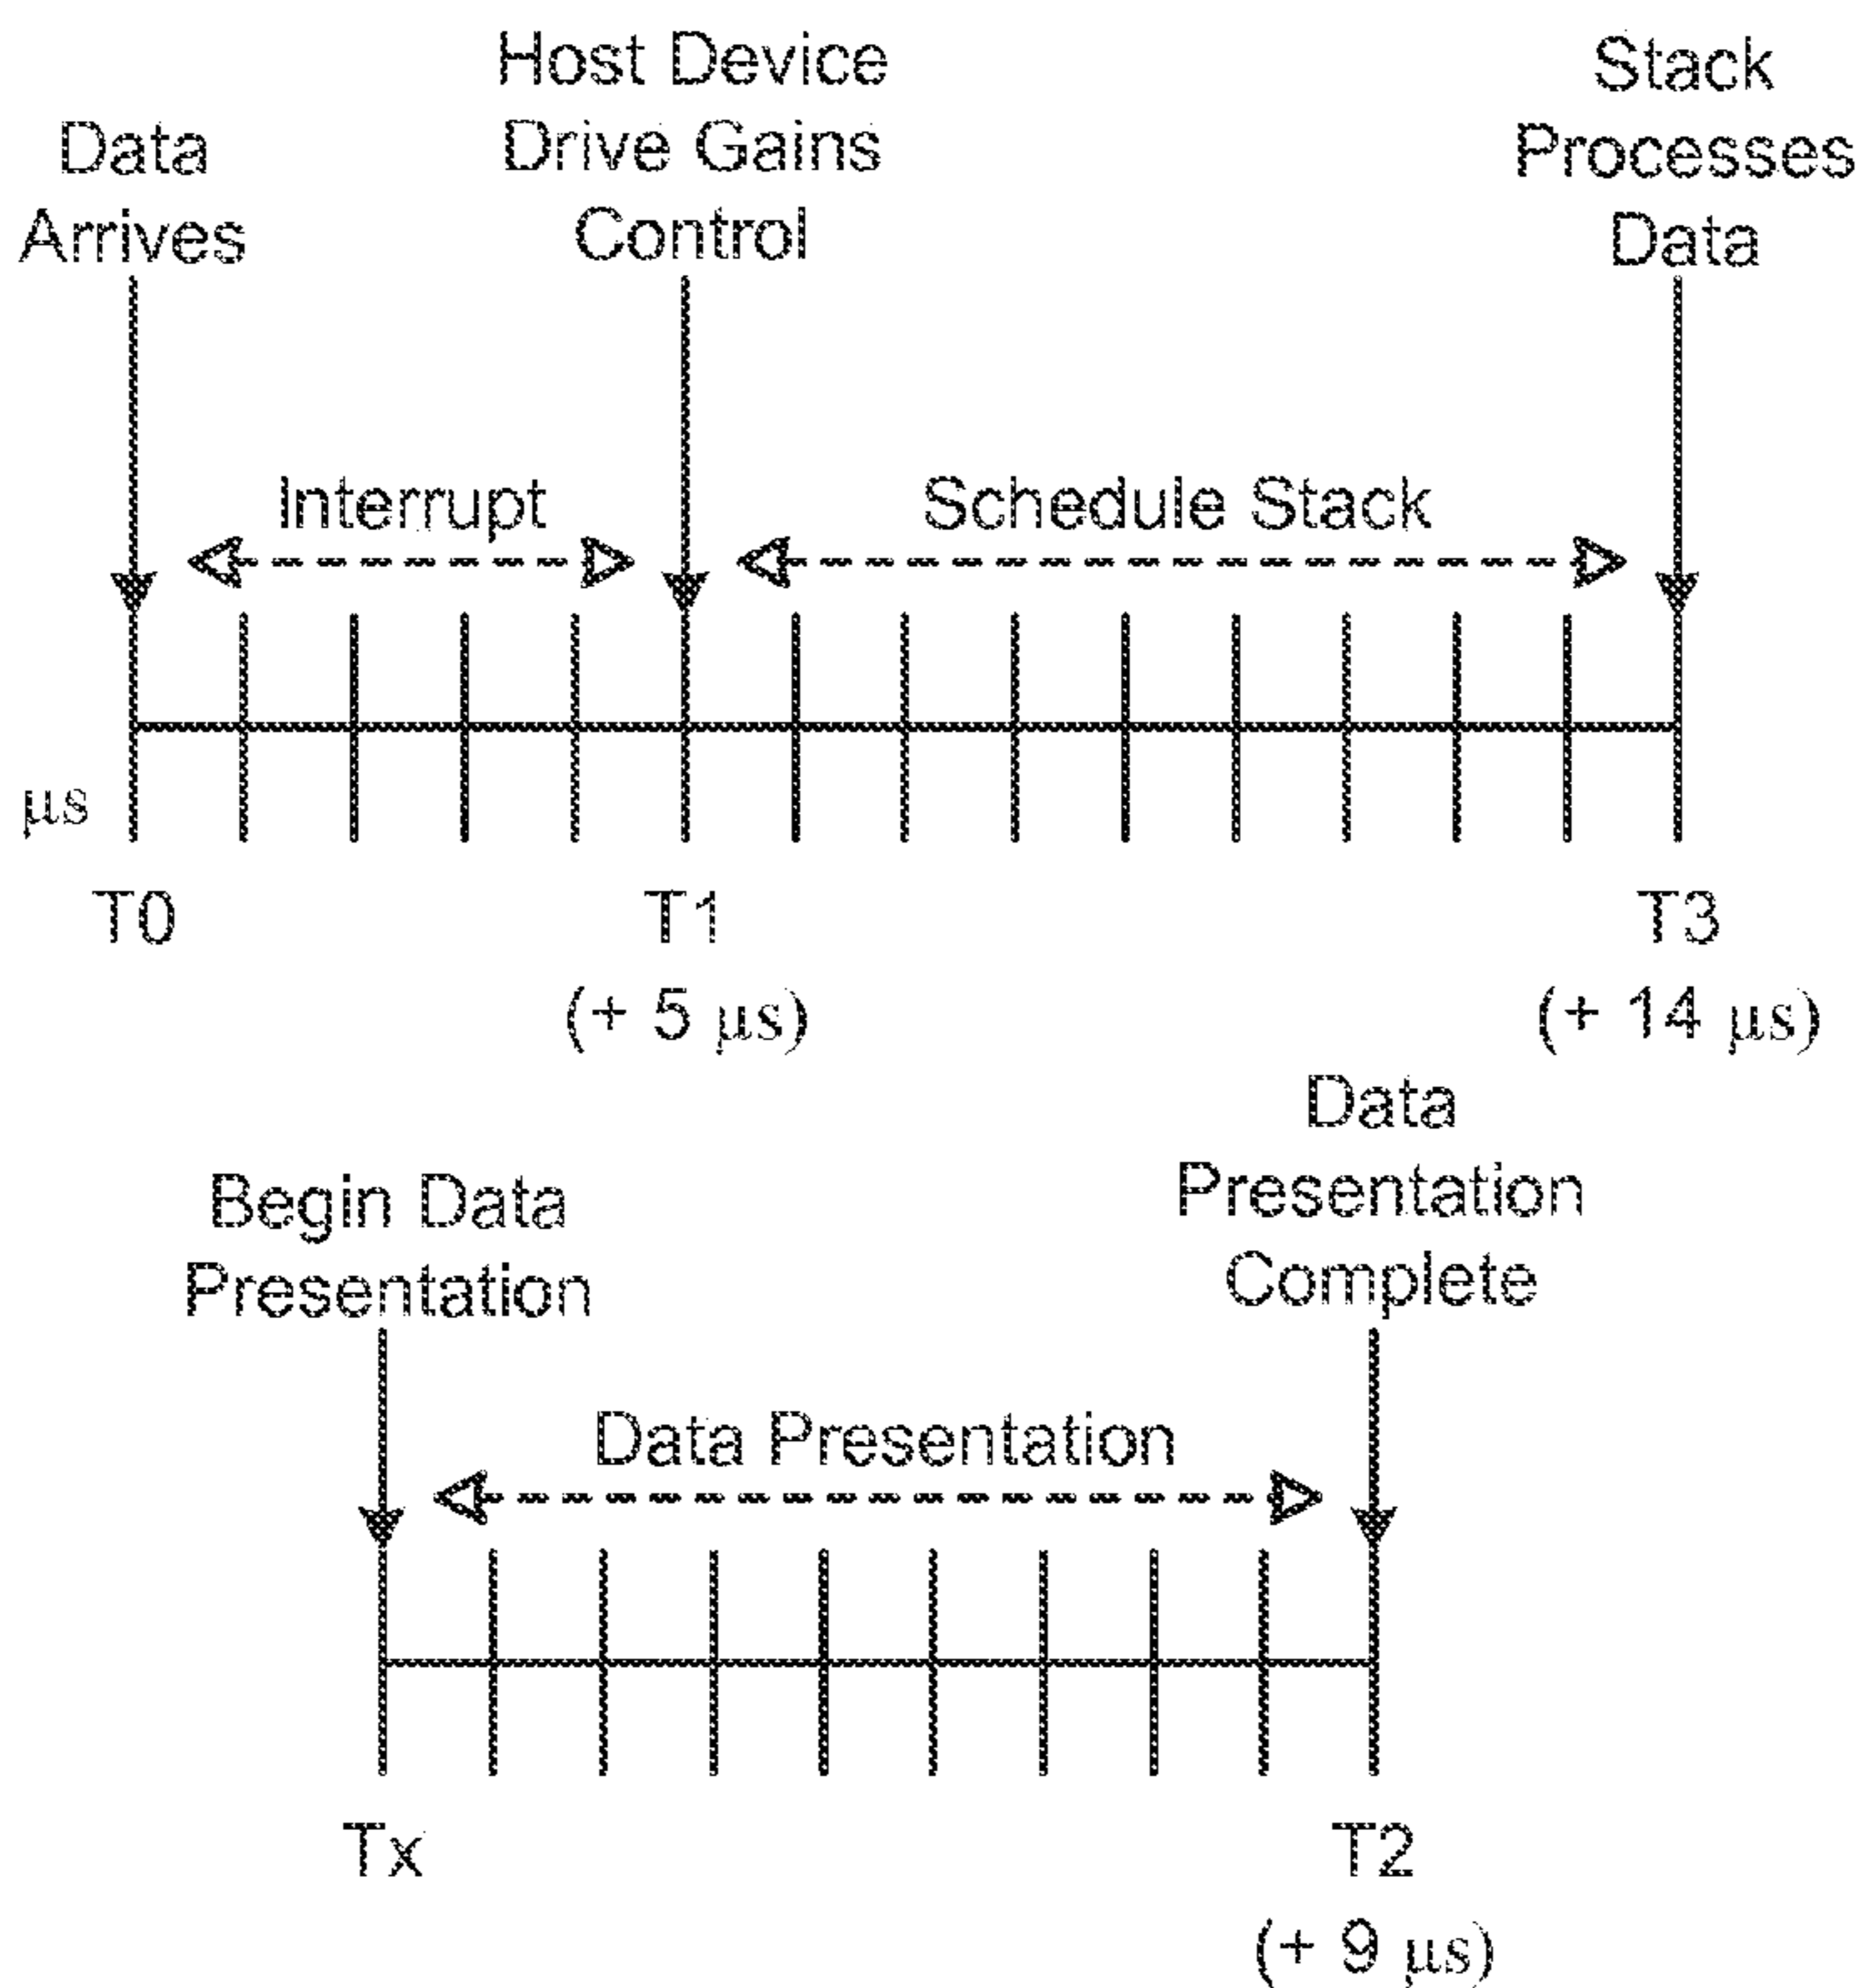 Data
Arrives
Host Device
Drive Gains
Control
Stack
Processes
Data
Interrupt
Schedule Stack
µs
T0
T1
(+ 5 µs)
T3
(+ 14 µs)
Begin Data
Presentation
Data
Presentation
Complete
Data Presentation
Tx
T2
(+ 9 µs)